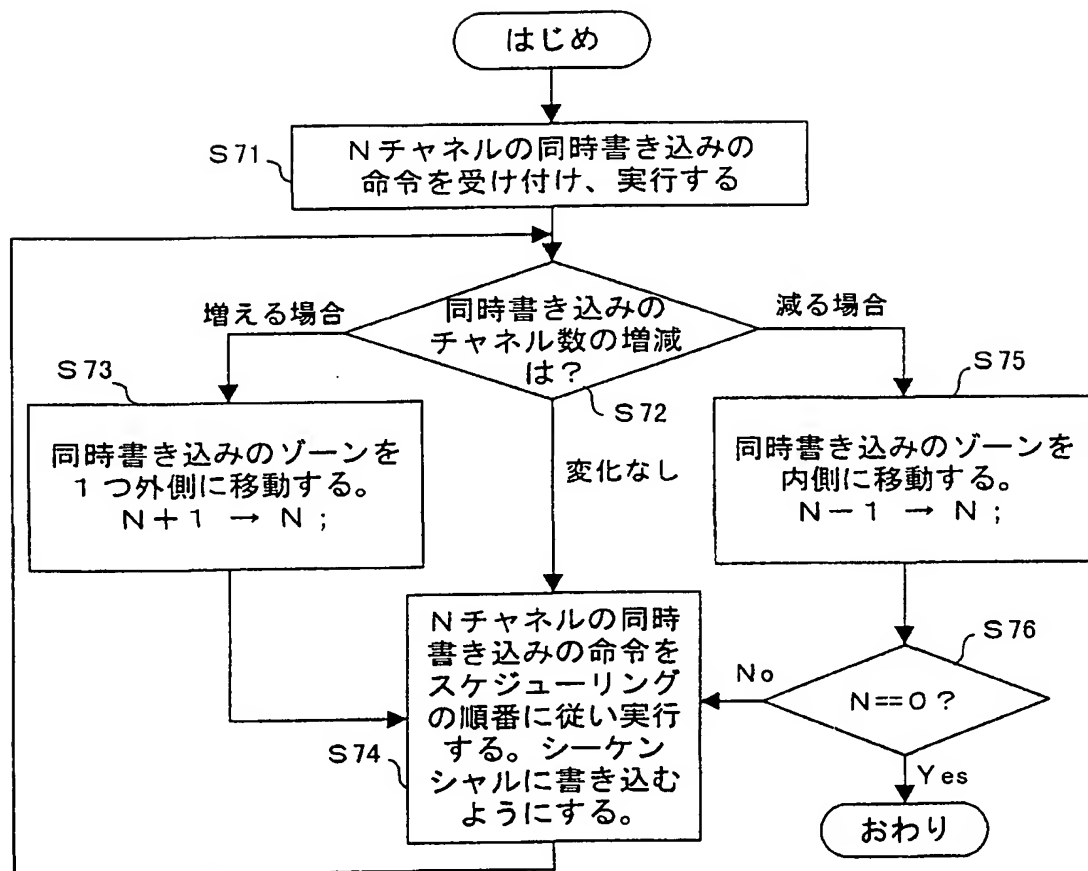 はじめ
S71
Nチャネルの同時書き込みの
命令を受け付け、実行する
増える場合
同時書き込みの
チャネル数の増減
は？
減る場合
S73
S72
S75
同時書き込みのゾーンを
1つ外側に移動する。
N+1 → N ;
変化なし
同時書き込みのゾーンを
内側に移動する。
N-1 → N ;
S74
Nチャネルの同時
書き込みの命令を
スケジューリング
の順番に従い実行
する。シーケン
シャルに書き込む
ようにする。
No
S76
N==0？
Yes
おわり